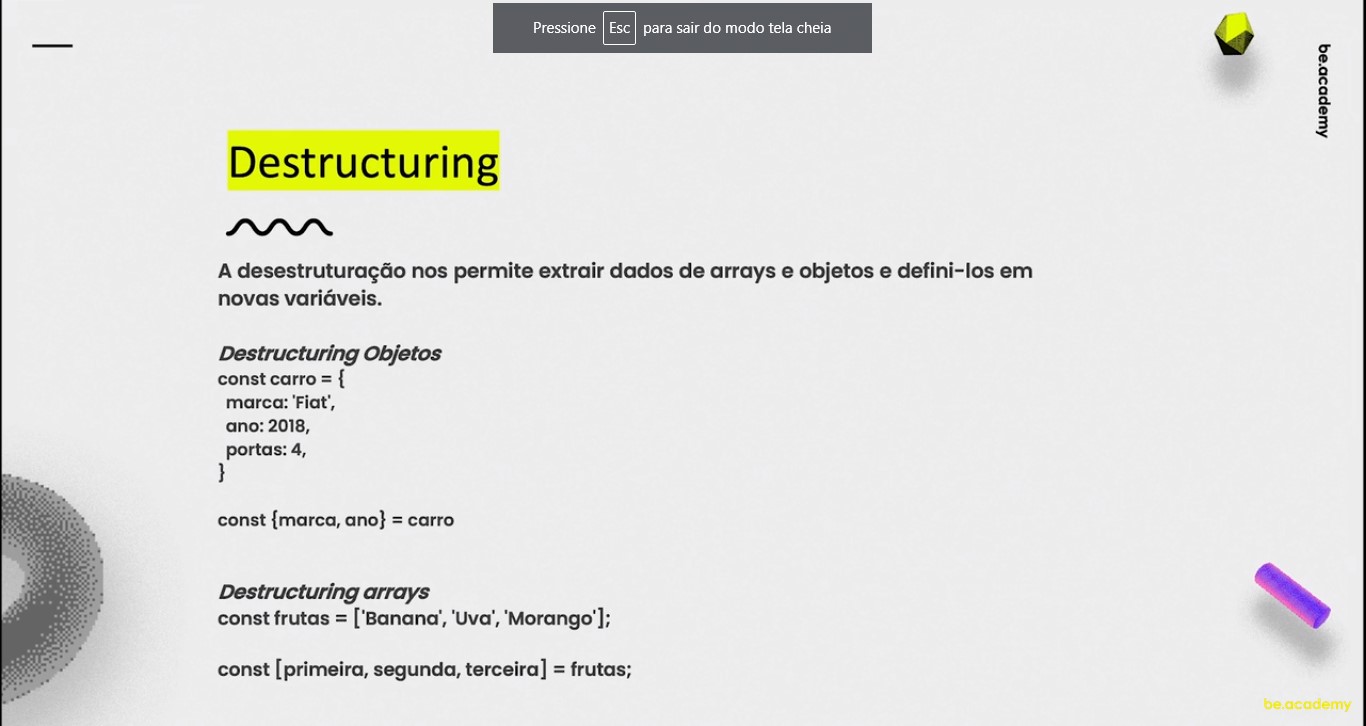 Pressione Esc para sair do modo tela cheia
be.academy
Destructuring
A desestruturação nos permite extrair dados de arrays e objetos e defini-los em
novas variáveis.
Destructuring Objetos
const carro = {
marca: 'Fiat',
ano: 2018,
portas: 4,
}
const {marca, ano} = carro
Destructuring arrays
const frutas = ['Banana', 'Uva', 'Morango'];
const [primeira, segunda, terceira] = frutas;
be.academy